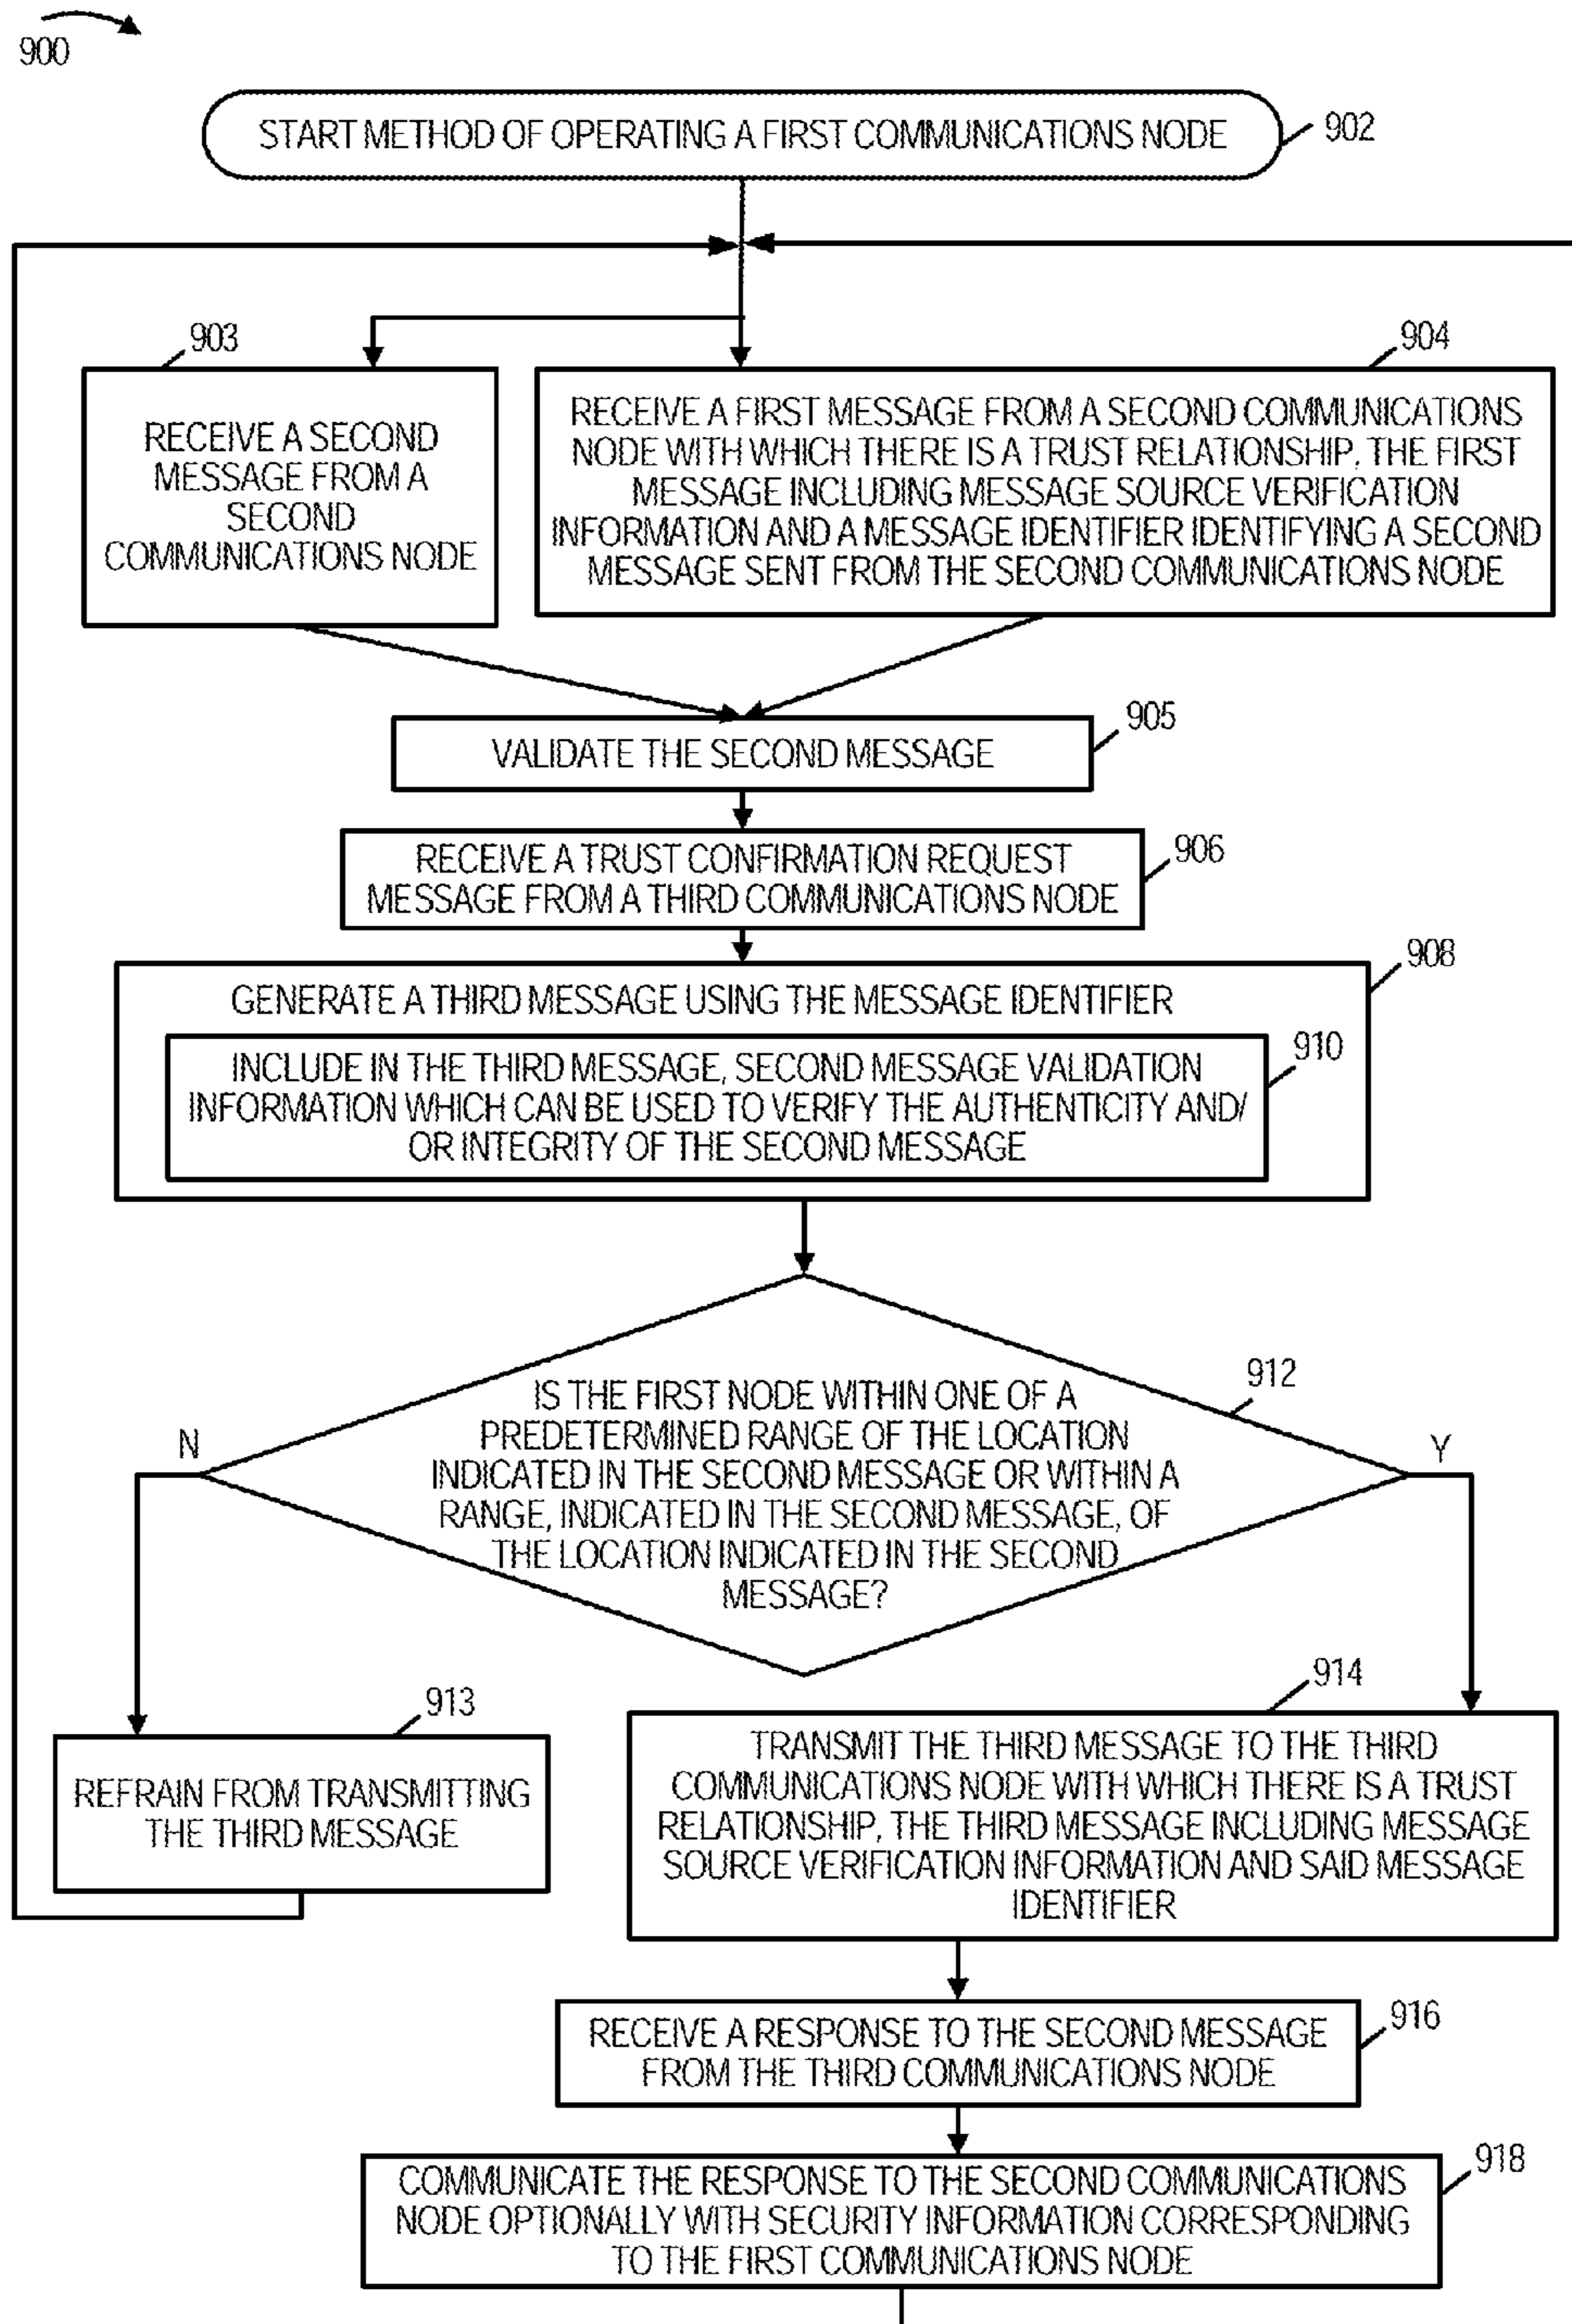 900
START METHOD OF OPERATING A FIRST COMMUNICATIONS NODE
902
903
RECEIVE A SECOND
MESSAGE FROM A
SECOND
COMMUNICATIONS NODE
904
RECEIVE A FIRST MESSAGE FROM A SECOND COMMUNICATIONS
NODE WITH WHICH THERE IS A TRUST RELATIONSHIP, THE FIRST
MESSAGE INCLUDING MESSAGE SOURCE VERIFICATION
INFORMATION AND A MESSAGE IDENTIFIER IDENTIFYING A SECOND
MESSAGE SENT FROM THE SECOND COMMUNICATIONS NODE
905
VALIDATE THE SECOND MESSAGE
906
RECEIVE A TRUST CONFIRMATION REQUEST
MESSAGE FROM A THIRD COMMUNICATIONS NODE
908
GENERATE A THIRD MESSAGE USING THE MESSAGE IDENTIFIER
910
INCLUDE IN THE THIRD MESSAGE, SECOND MESSAGE VALIDATION
INFORMATION WHICH CAN BE USED TO VERIFY THE AUTHENTICITY AND/
OR INTEGRITY OF THE SECOND MESSAGE
912
IS THE FIRST NODE WITHIN ONE OF A
PREDETERMINED RANGE OF THE LOCATION
INDICATED IN THE SECOND MESSAGE OR WITHIN A
RANGE, INDICATED IN THE SECOND MESSAGE, OF
THE LOCATION INDICATED IN THE SECOND
MESSAGE?
N
Y
913
REFRAIN FROM TRANSMITTING
THE THIRD MESSAGE
914
TRANSMIT THE THIRD MESSAGE TO THE THIRD
COMMUNICATIONS NODE WITH WHICH THERE IS A TRUST
RELATIONSHIP, THE THIRD MESSAGE INCLUDING MESSAGE
SOURCE VERIFICATION INFORMATION AND SAID MESSAGE
IDENTIFIER
916
RECEIVE A RESPONSE TO THE SECOND MESSAGE
FROM THE THIRD COMMUNICATIONS NODE
918
COMMUNICATE THE RESPONSE TO THE SECOND COMMUNICATIONS
NODE OPTIONALLY WITH SECURITY INFORMATION CORRESPONDING
TO THE FIRST COMMUNICATIONS NODE